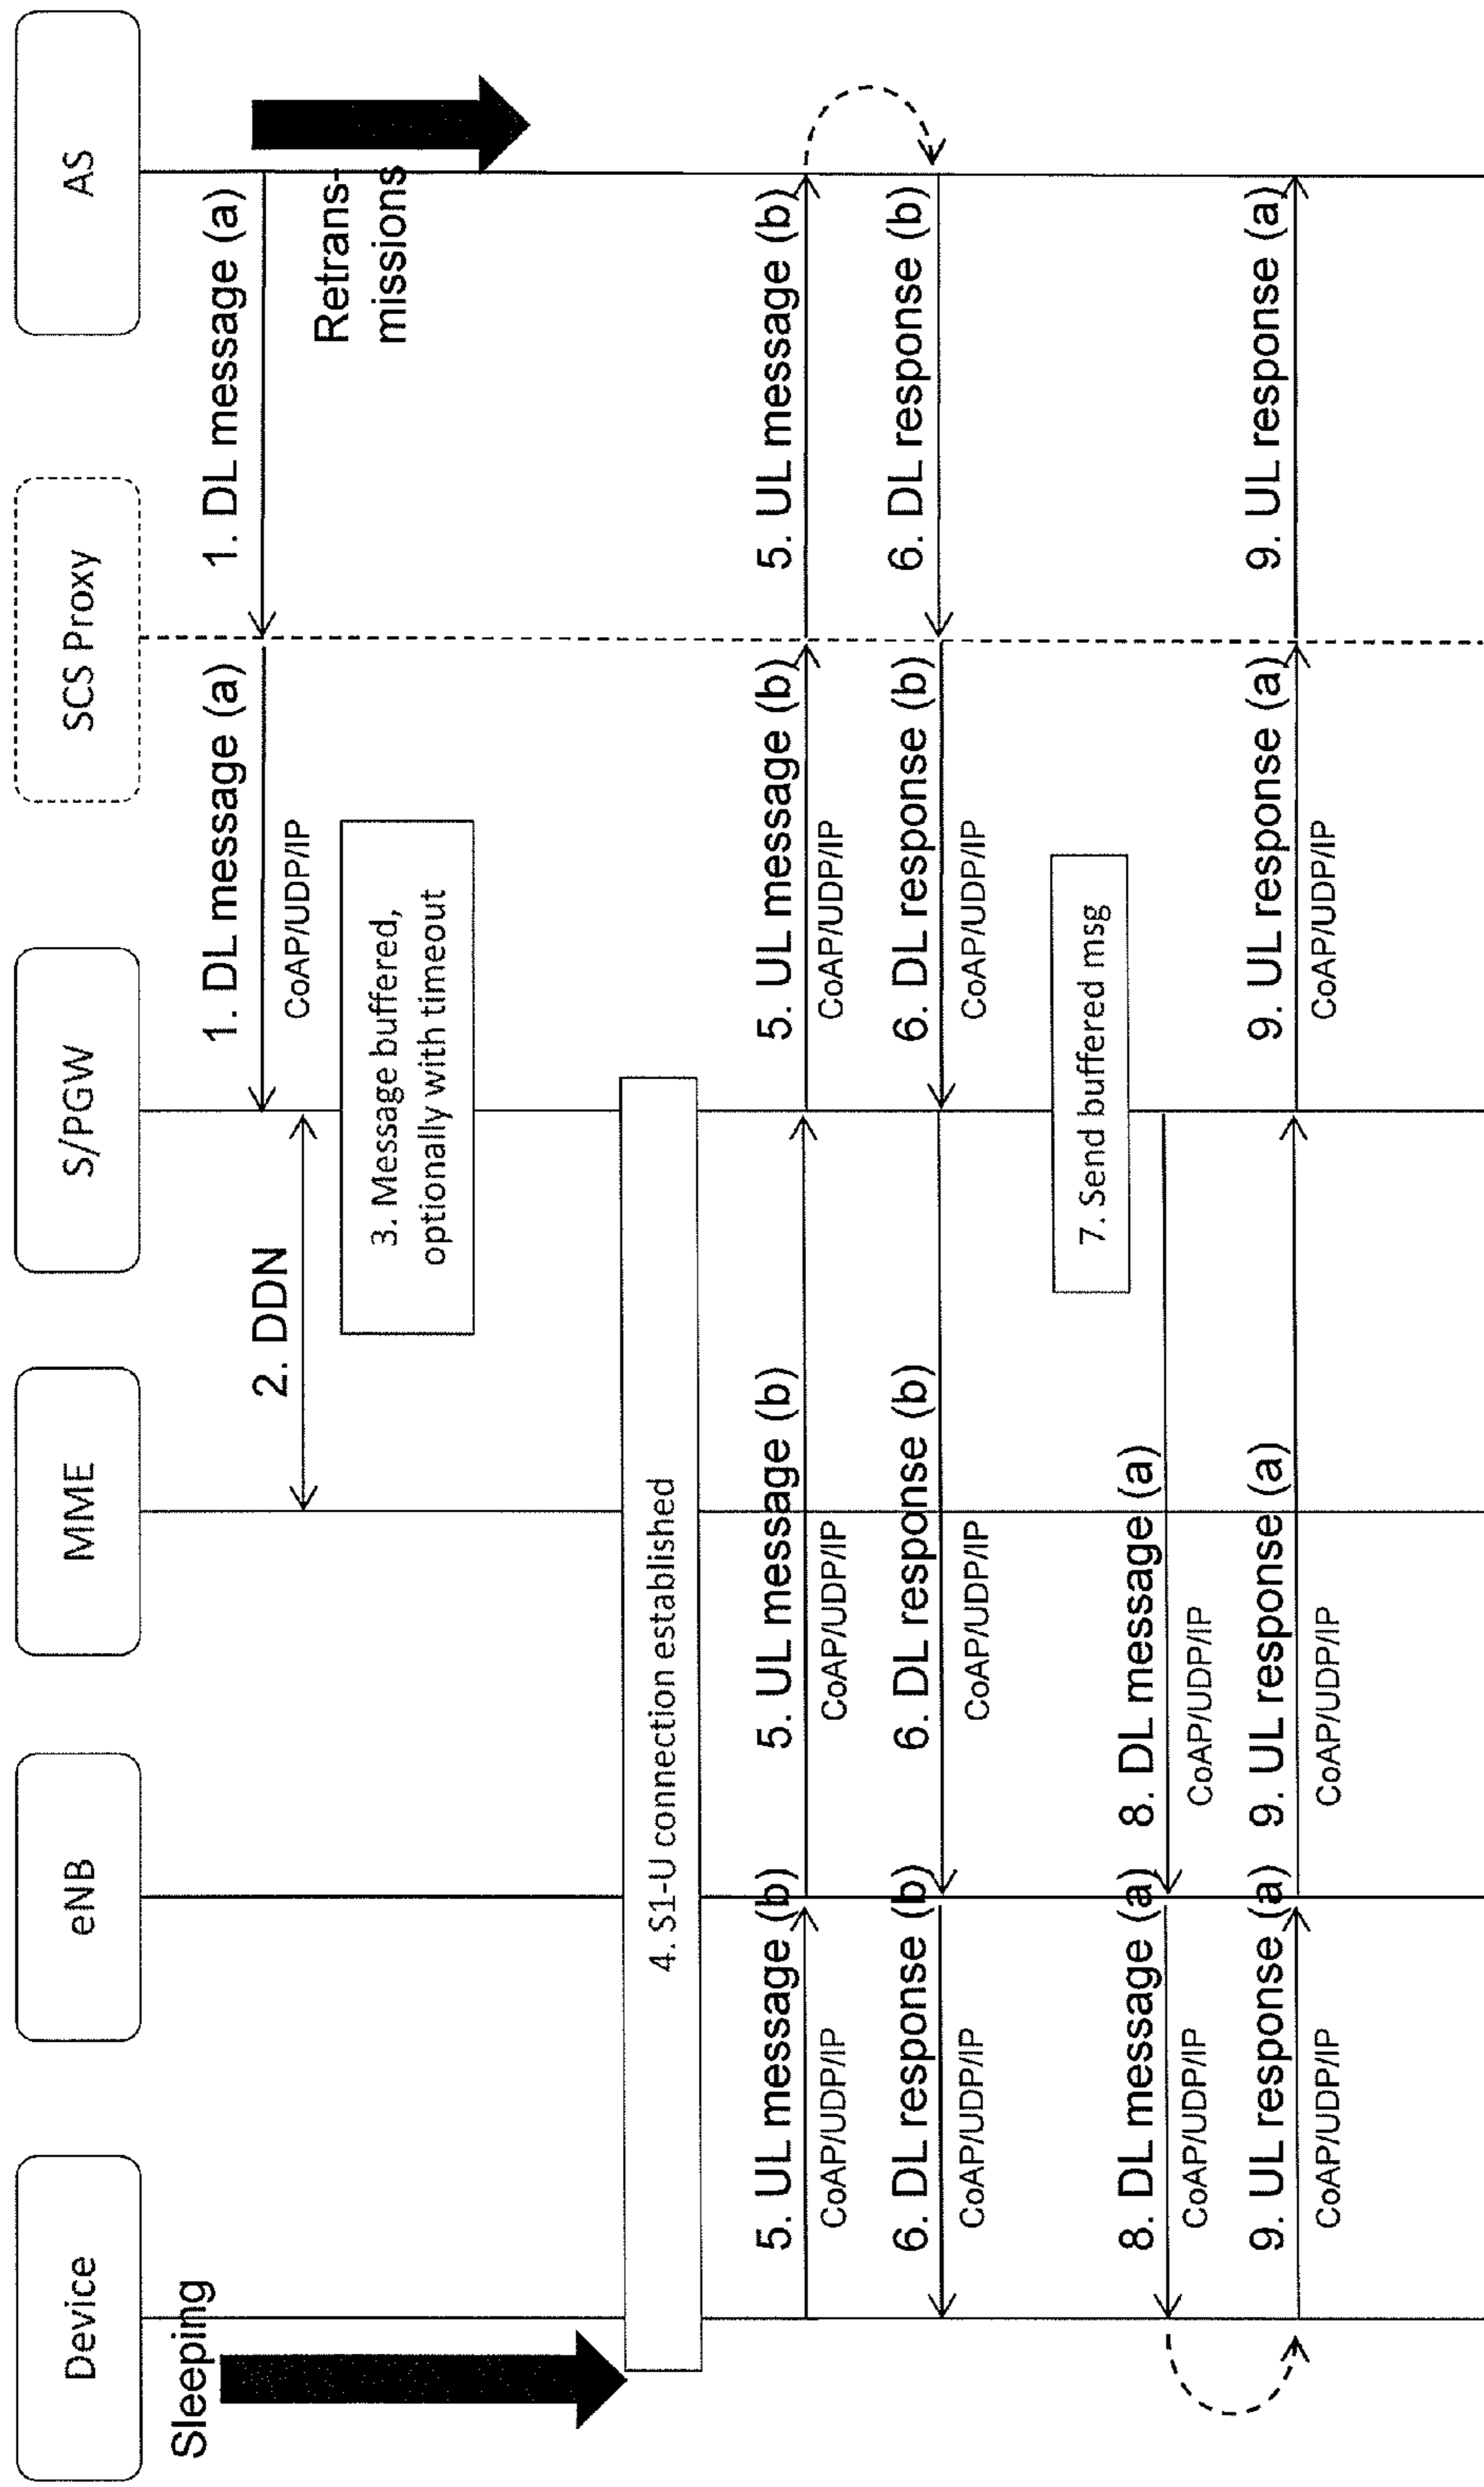 Device
eNB
MME
S/PGW
SCS Proxy
AS
Sleeping
1. DL message (a)
1. DL message (a)
CoAP/UDP/IP
2. DDN
Retrans-
missions
3. Message buffered,
optionally with timeout
4. S1-U connection established
5. UL message (b)
5. UL message (b)
5. UL message (b)
5. UL message (b)
CoAP/UDP/IP
CoAP/UDP/IP
CoAP/UDP/IP
6. DL response (b)
6. DL response (b)
6. DL response (b)
6. DL response (b)
CoAP/UDP/IP
CoAP/UDP/IP
CoAP/UDP/IP
7. Send buffered msg
8. DL message (a)
8. DL message (a)
CoAP/UDP/IP
CoAP/UDP/IP
9. UL response (a)
9. UL response (a)
9. UL response (a)
9. UL response (a)
CoAP/UDP/IP
CoAP/UDP/IP
CoAP/UDP/IP